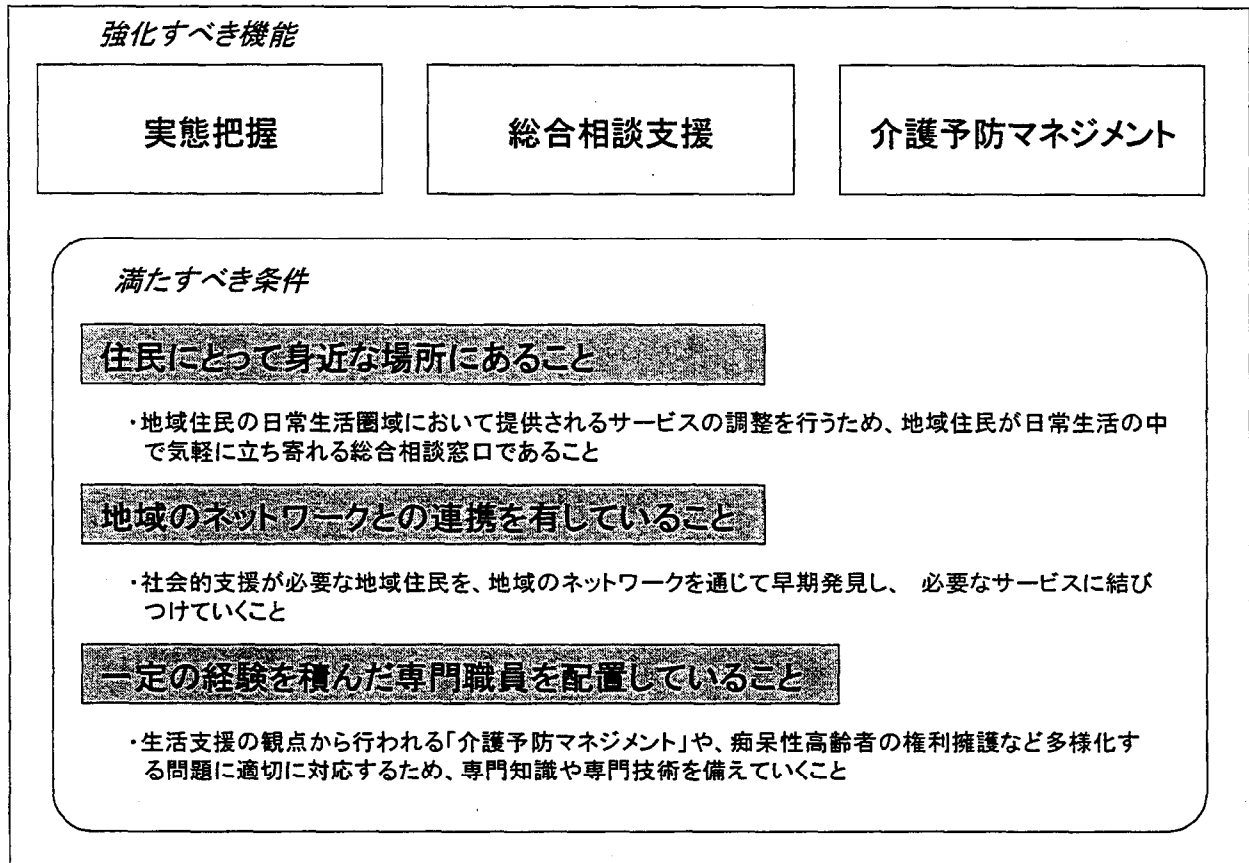 強化すべき機能
実態把握
総合相談支援
介護予防マネジメント
満たすべき条件
住民にとって身近な場所にあること
・地域住民の日常生活圏域において提供されるサービスの調整を行うため、地域住民が日常生活の中
で気軽に立ち寄れる総合相談窓口であること
地域のネットワークとの連携を有していること
・社会的支援が必要な地域住民を、地域のネットワークを通じて早期発見し、 必要なサービスに結び
つけていくこと
一定の経験を積んだ専門職員を配置していること
・生活支援の観点から行われる「介護予防マネジメント」や、痴呆性高齢者の権利擁護など多様化す
る問題に適切に対応するため、専門知識や専門技術を備えていくこと